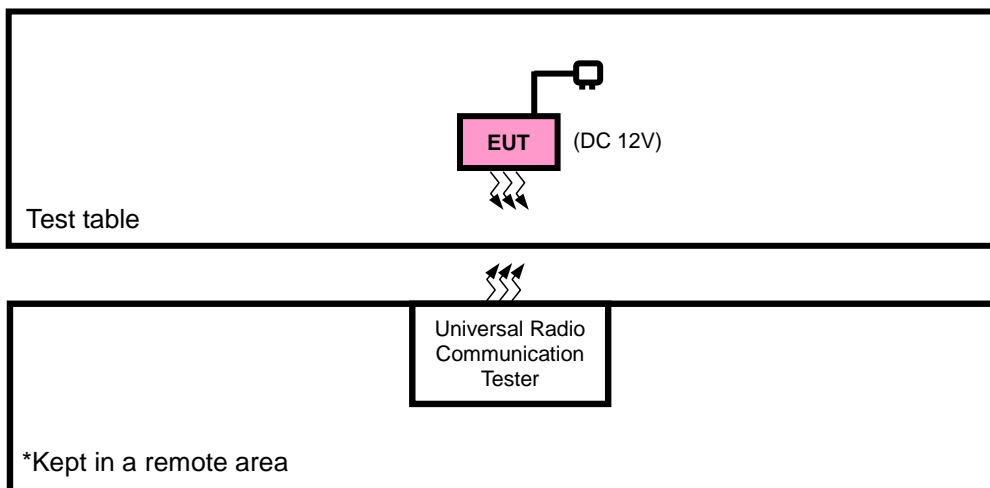 EUT (DC 12V)
Test table
Universal Radio
Communication
Tester
*Kept in a remote area